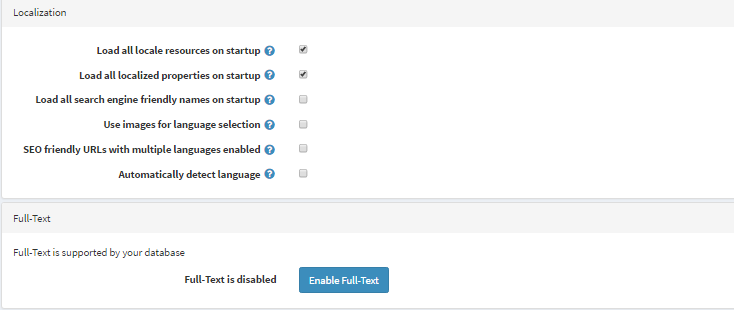 Localization
Load all locale resources on startup ?
Load all localized properties on startup ?
Load all search engine friendly names on startup ?
Use images for language selection ?
SEO friendly URLs with multiple languages enabled ?
Automatically detect language ?
Full-Text
Full-Text is supported by your database
Full-Text is disabled Enable Full-Text